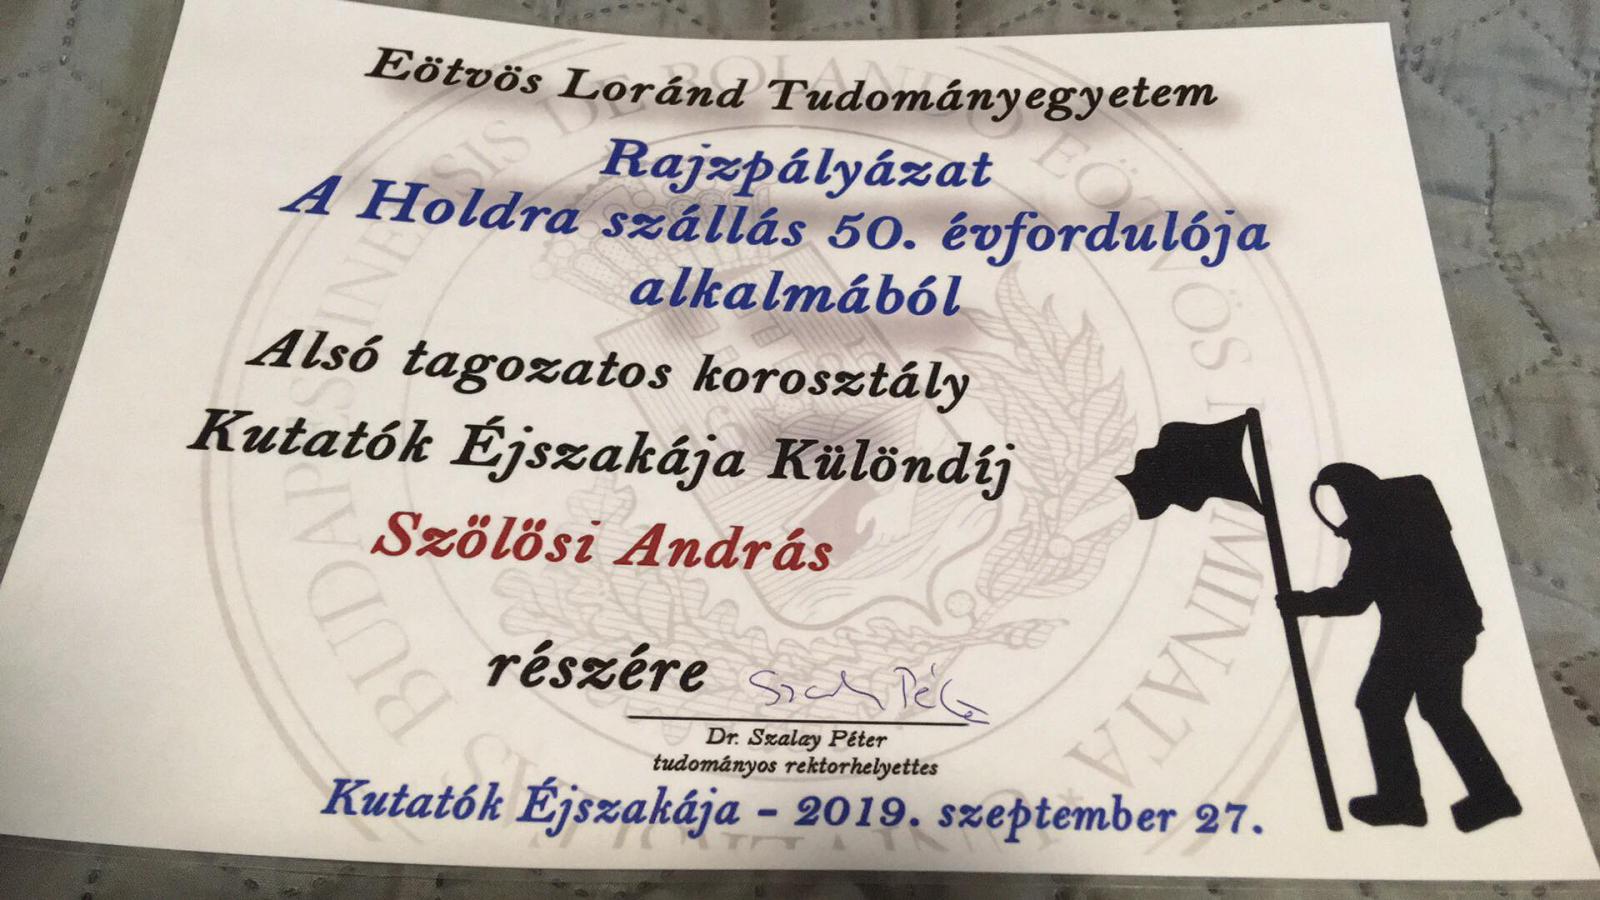 Eötvös Loránd Tudományegyetem
Rajzpályázat
A Holdra szállás 50. évfordulója
alkalmából
Alsó tagozatos korosztály
Kutatók Éjszakája Különdíj
Szölösi András
részére
Dr. Szalay Péter
tudományos rektorhelyettes
Kutatók Éjszakája - 2019. szeptember 27.